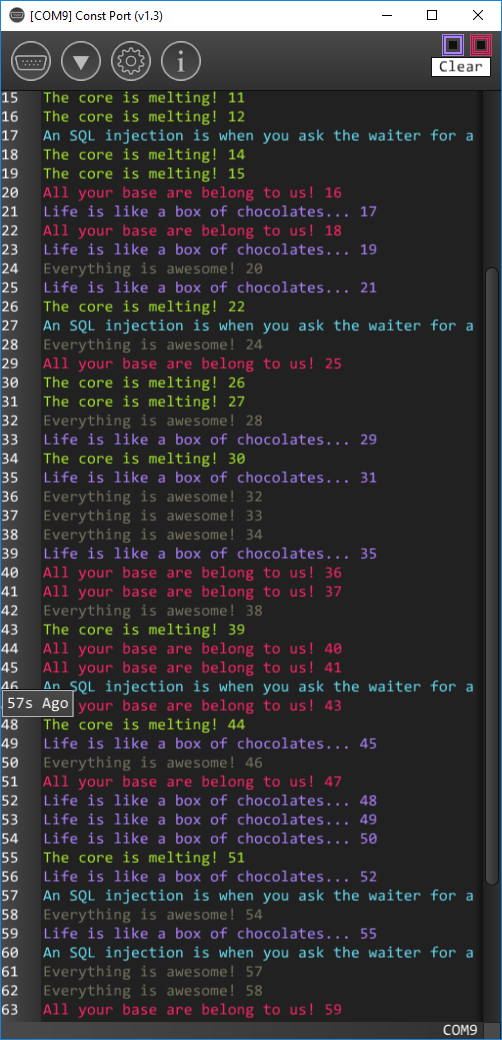 [COM9] Const Port (v1.3)
Clear
15 The core is melting! 11
16 The core is melting! 12
17 An SQL injection is when you ask the waiter for a
18 The core is melting! 14
19 The core is melting! 15
20 All your base are belong to us! 16
21 Life is like a box of chocolates... 17
22 All your base are belong to us! 18
23 Life is like a box of chocolates... 19
24 Everything is awesome! 20
25 Life is like a box of chocolates... 21
26 The core is melting! 22
27 An SQL injection is when you ask the waiter for a
28 Everything is awesome! 24
29 All your base are belong to us! 25
30 The core is melting! 26
31 The core is melting! 27
32 Everything is awesome! 28
33 Life is like a box of chocolates... 29
34 The core is melting! 30
35 Life is like a box of chocolates... 31
36 Everything is awesome! 32
37 Everything is awesome! 33
38 Everything is awesome! 34
39 Life is like a box of chocolates... 35
40 All your base are belong to us! 36
41 All your base are belong to us! 37
42 Everything is awesome! 38
43 The core is melting! 39
44 All your base are belong to us! 40
45 All your base are belong to us! 41
46 An SQL injection is when you ask the waiter for a
57s Ago your base are belong to us! 43
48 The core is melting! 44
49 Life is like a box of chocolates... 45
50 Everything is awesome! 46
51 All your base are belong to us! 47
52 Life is like a box of chocolates... 48
53 Life is like a box of chocolates... 49
54 Life is like a box of chocolates... 50
55 The core is melting! 51
56 Life is like a box of chocolates... 52
57 An SQL injection is when you ask the waiter for a
58 Everything is awesome! 54
59 Life is like a box of chocolates... 55
60 An SQL injection is when you ask the waiter for a
61 Everything is awesome! 57
62 Everything is awesome! 58
63 All your base are belong to us! 59
COM9